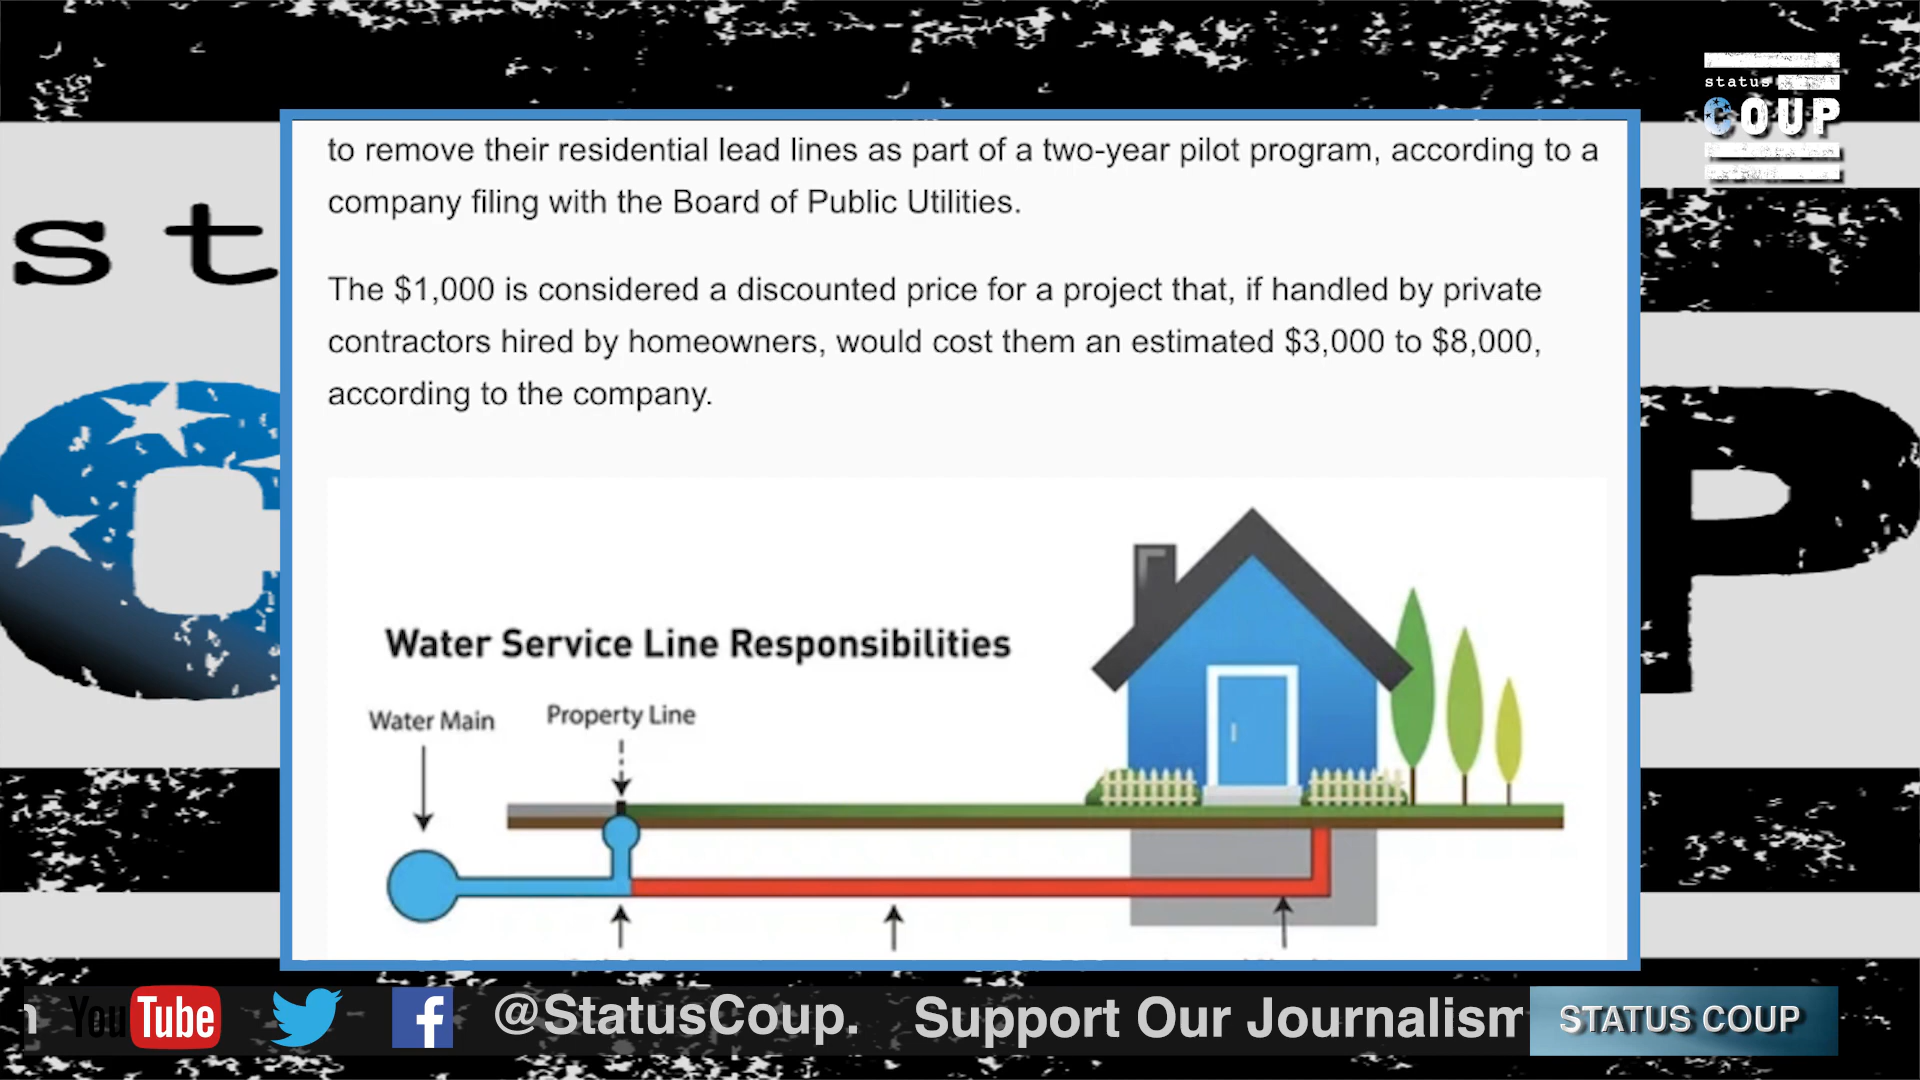 status
COUP
st
to remove their residential lead lines as part of a two-year pilot program, according to a
company filing with the Board of Public Utilities.
The $1,000 is considered a discounted price for a project that, if handled by private
contractors hired by homeowners, would cost them an estimated $3,000 to $8,000,
according to the company.
C
P
Water Service Line Responsibilities
Water Main
Property Line
YouTube
f
@StatusCoup.
Support Our Journalism
STATUS COUP